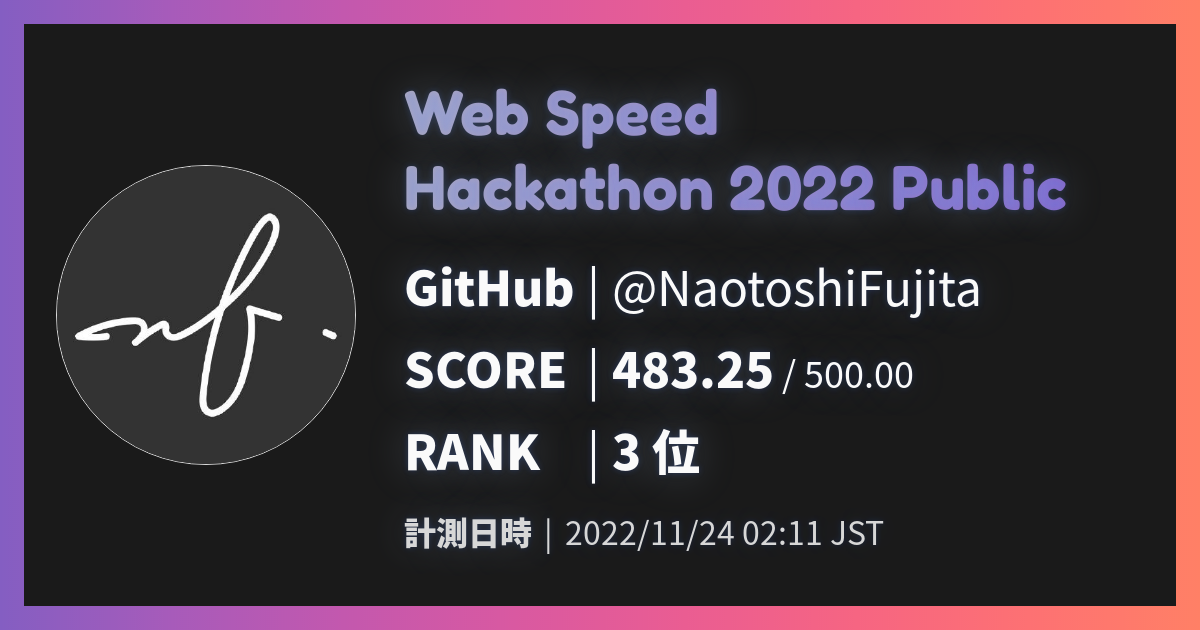 Web Speed
Hackathon 2022 Public
GitHub | @NaotoshiFujita
SCORE | 483.25 / 500.00
RANK | 3 位
計測日時 | 2022/11/24 02:11 JST
nf.